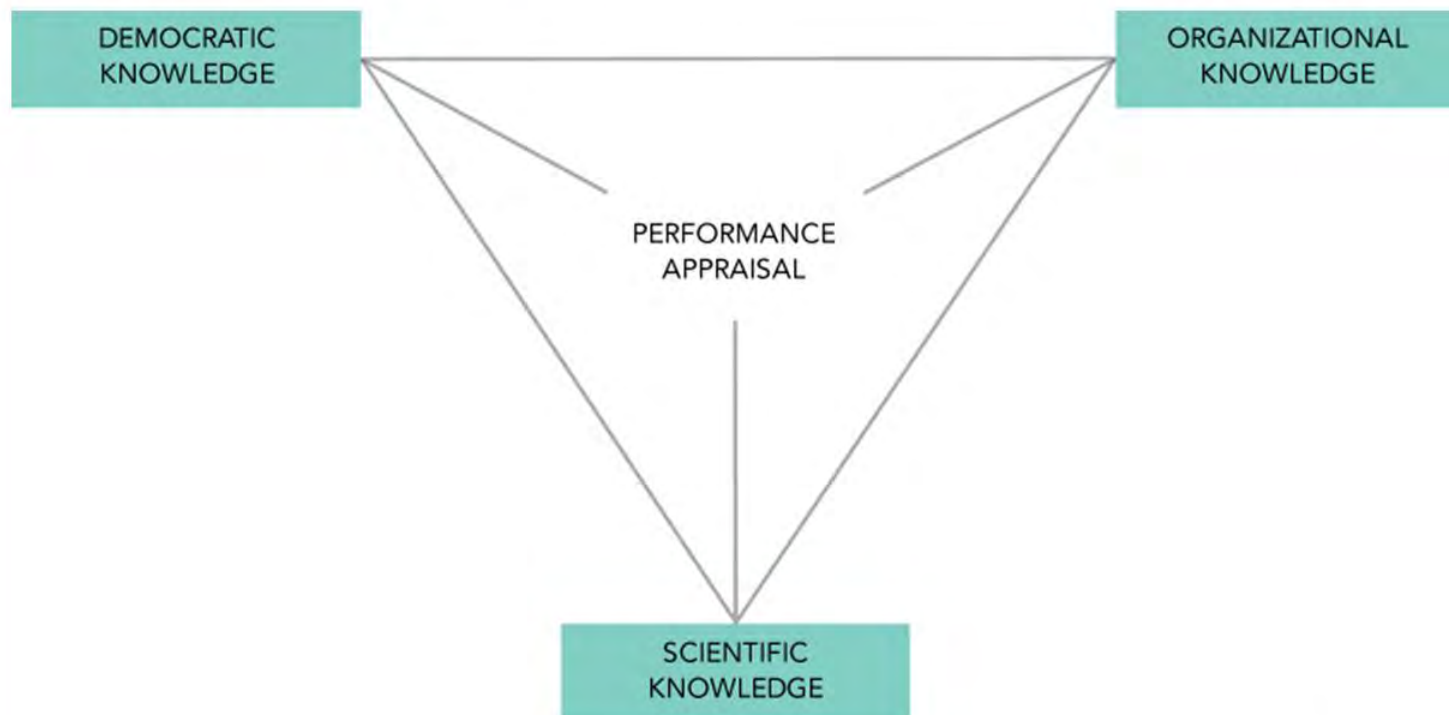 DEMOCRATIC
KNOWLEDGE
ORGANIZATIONAL
KNOWLEDGE
PERFORMANCE
APPRAISAL
SCIENTIFIC
KNOWLEDGE